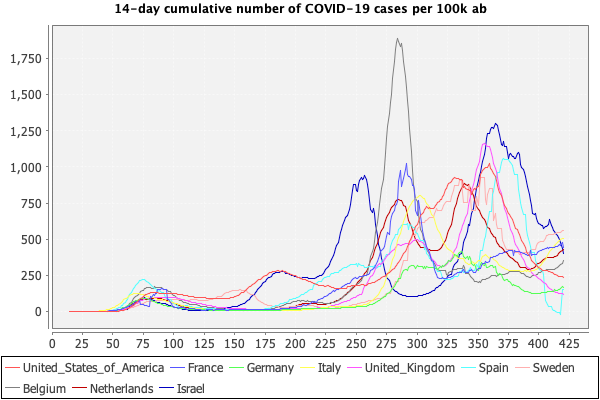 14-day cumulative number of COVID-19 cases per 100k ab
1,750
1,500
1,250
1,000
750
500
250
0
0 25 50 75 100 125 150 175 200 225 250 275 300 325 350 375 400 425
United_States_of_America France Germany Italy United_Kingdom Spain Sweden
Belgium Netherlands Israel